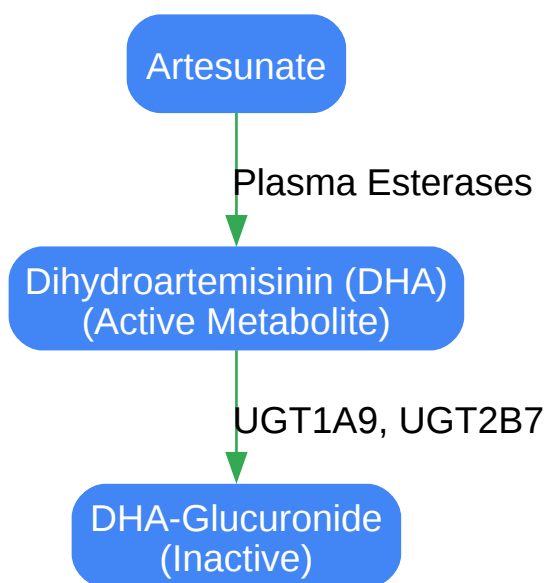 Artesunate
Plasma Esterases
Dihydroartemisinin (DHA)
(Active Metabolite)
UGT1A9, UGT2B7
DHA-Glucuronide
(Inactive)